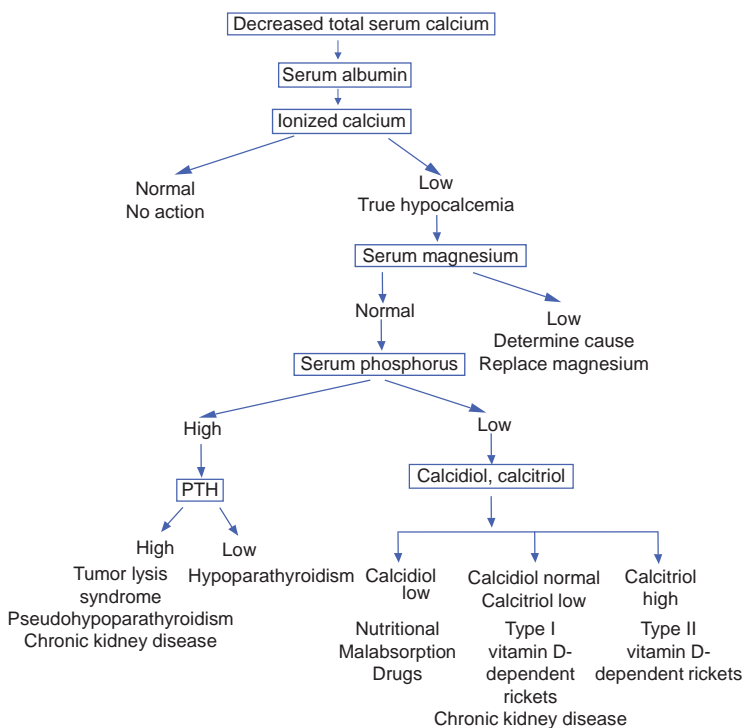 Decreased total serum calcium
Serum albumin
Ionized calcium
Normal
No action
Low
True hypocalcemia
Serum magnesium
Normal
Low
Determine cause
Replace magnesium
Serum phosphorus
High
Low
PTH
Calcidiol, calcitriol
High
Tumor lysis
syndrome
Pseudohypoparathyroidism
Chronic kidney disease
Low
Hypoparathyroidism
Calcidiol
low
Nutritional
Malabsorption
Drugs
Calcidiol normal
Calcitriol low
Type I
vitamin D-
dependent
rickets
Chronic kidney disease
Calcitriol
high
Type II
vitamin D-
dependent rickets